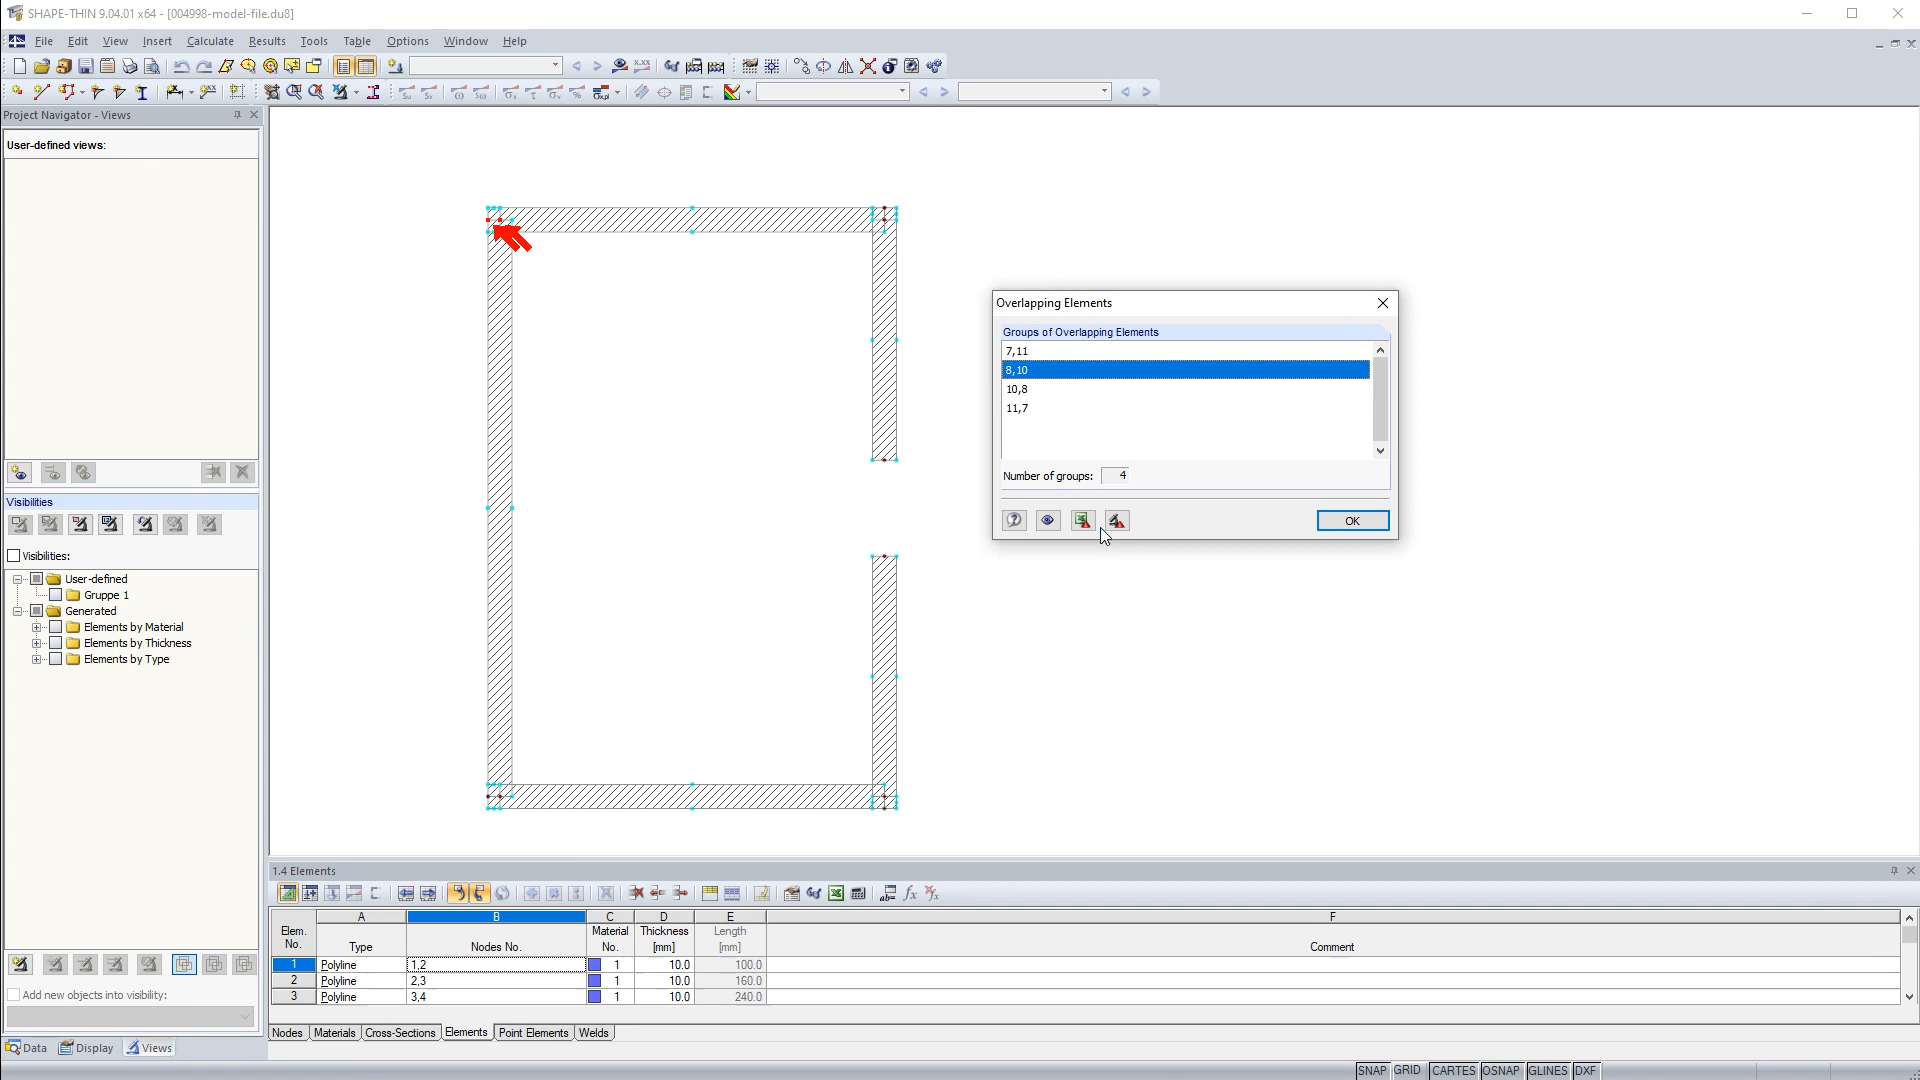 SHAPE-THIN 9.04.01 x64 - [004998-model-file.du8]
File Edit View Insert Calculate Results Tools Table Options Window Help
Project Navigator - Views
User-defined views:
Visibilities
Visibilities:
User-defined
Gruppe 1
Generated
Elements by Material
Elements by Thickness
Elements by Type
Add new objects into visibility:
Data Display Views
Overlapping Elements
Groups of Overlapping Elements
7,11
8,10
10,8
11,7
Number of groups: 4
OK
1.4 Elements
A B C D E F
Elem. No. Type Nodes No. Material No. Thickness [mm] Length [mm] Comment
1 Polyline 1,2 1 10.0 100.0
2 Polyline 2,3 1 10.0 160.0
3 Polyline 3,4 1 10.0 240.0
Nodes Materials Cross-Sections Elements Point Elements Welds
SNAP GRID CARTES OSNAP GLINES DXF